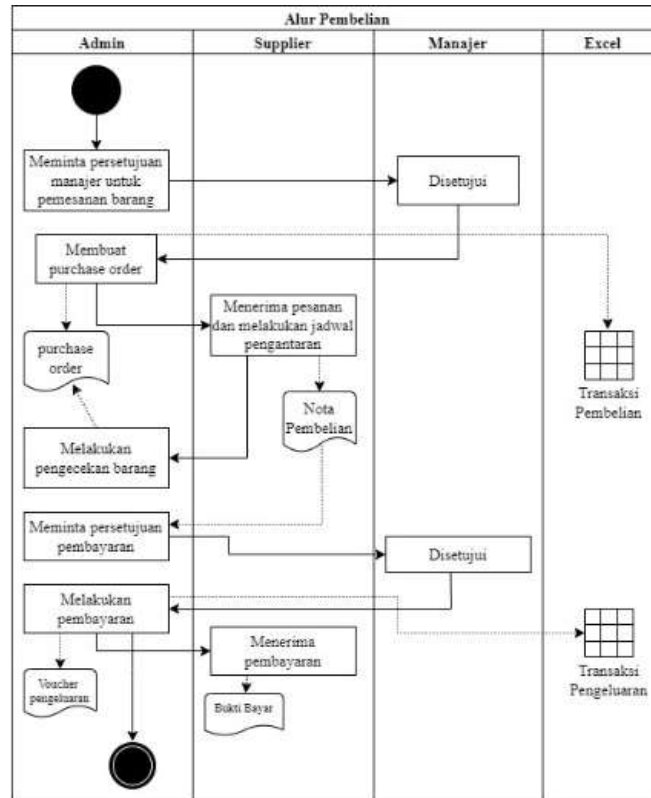 Alur Pembelian
Admin
Supplier
Manajer
Excel
Meminta persetujuan
manajer untuk
pemesanan barang
Disetujui
Membuat
purchase order
Menerima pesanan
dan melakukan jadwal
pengantaran
purchase
order
Nota
Pembelian
Transaksi
Pembelian
Melakukan
pengecekan barang
Meminta persetujuan
pembayaran
Disetujui
Melakukan
pembayaran
Menerima
pembayaran
Transaksi
Pengeluaran
Voucher
pengeluaran
Bukti Bayar